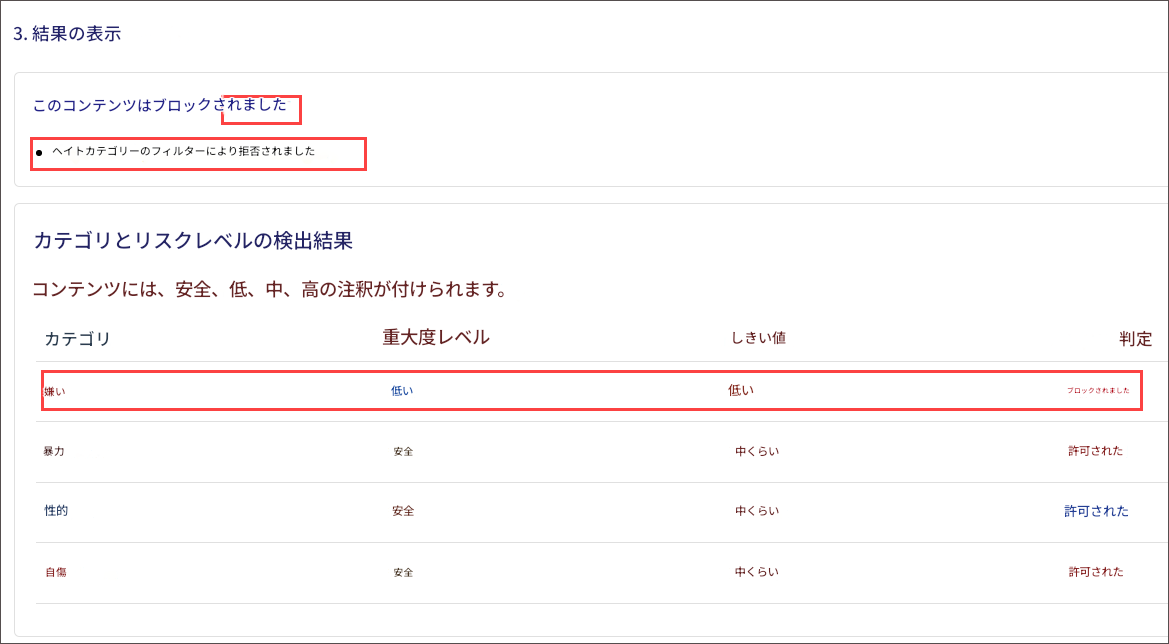 3. 結果の表示
このコンテンツはブロックされました
● ヘイトカテゴリーのフィルターにより拒否されました
カテゴリとリスクレベルの検出結果
コンテンツには、安全、低、中、高の注釈が付けられます。
カテゴリ 重大度レベル しきい値 判定
嫌い 低い 低い ブロックされました
暴力 安全 中くらい 許可された
性的 安全 中くらい 許可された
自傷 安全 中くらい 許可された